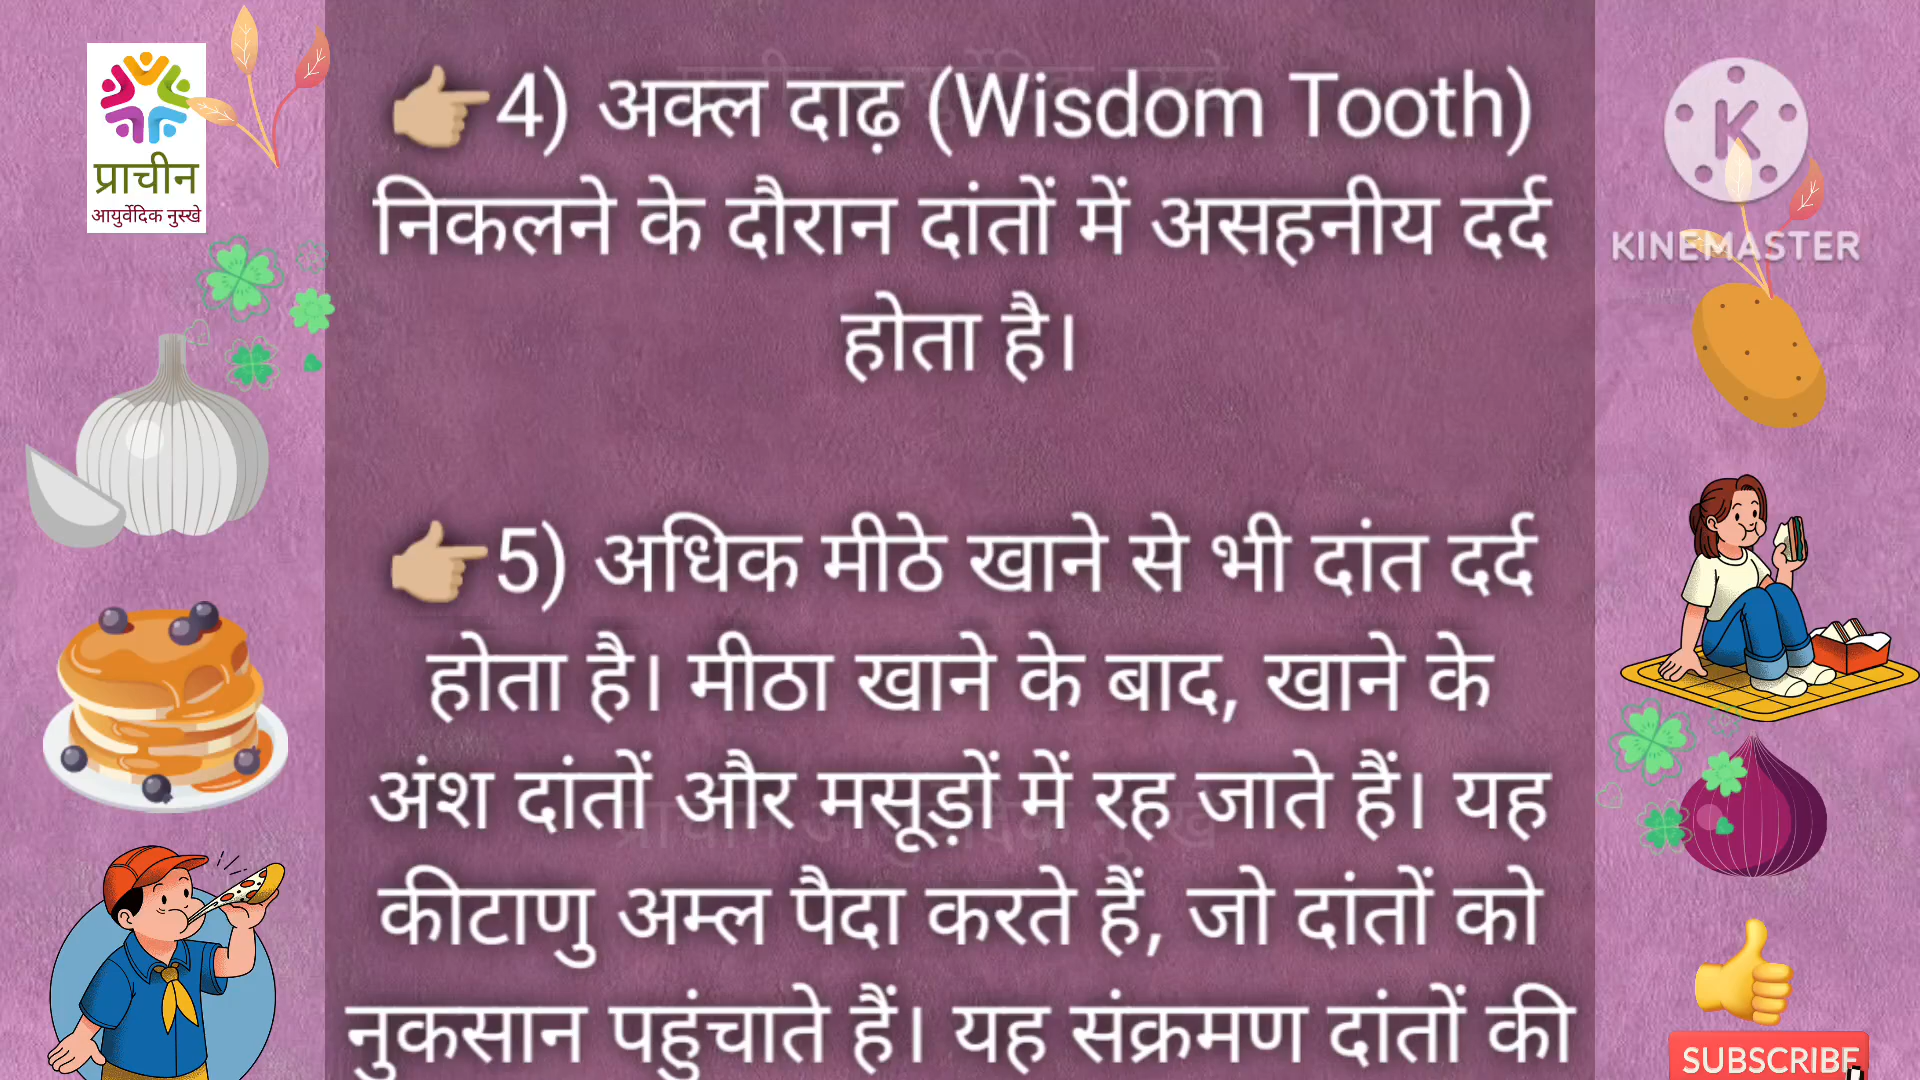 प्राचीन
आयुर्वेदिक नुस्खे
👉🏼4) अक्ल दाढ़ (Wisdom Tooth)
निकलने के दौरान दांतों में असहनीय दर्द
होता है।
👉🏼5) अधिक मीठे खाने से भी दांत दर्द
होता है। मीठा खाने के बाद, खाने के
अंश दांतों और मसूड़ों में रह जाते हैं। यह
कीटाणु अम्ल पैदा करते हैं, जो दांतों को
नुकसान पहुंचाते हैं। यह संक्रमण दांतों की
K
KINEMASTER
SUBSCRIBE